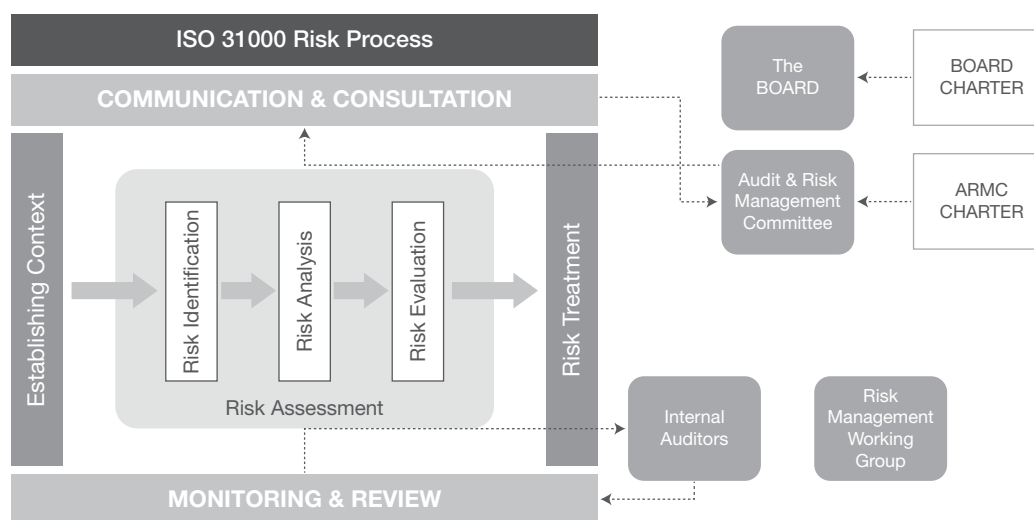 ISO 31000 Risk Process
COMMUNICATION & CONSULTATION
Establishing Context
Risk Identification
Risk Analysis
Risk Evaluation
Risk Assessment
Risk Treatment
MONITORING & REVIEW
The
BOARD
BOARD
CHARTER
Audit & Risk
Management
Committee
ARMC
CHARTER
Internal
Auditors
Risk
Management
Working
Group